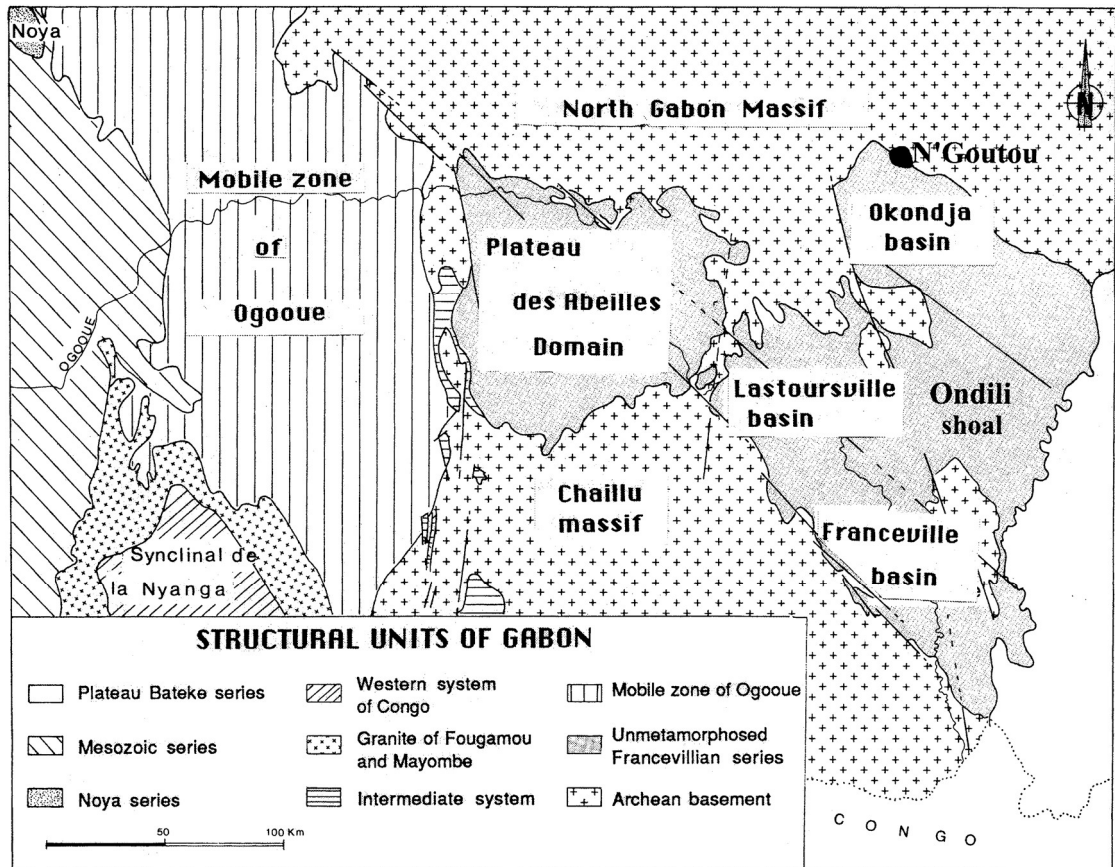 Noya
North Gabon Massif
N
N'Goutou
Mobile zone
of
Ogooue
Okondja
basin
Plateau
des Abeilles
Domain
OGOOUE
Lastoursville
basin
Ondili
shoal
Chaillu
massif
Franceville
basin
Synclinal de
la Nyanga
STRUCTURAL UNITS OF GABON
Plateau Bateke series
Western system
of Congo
Mobile zone of Ogooue
Mesozoic series
Granite of Fougamou
and Mayombe
Unmetamorphosed
Francevillian series
Noya series
Intermediate system
Archean basement
50 100 Km
CONGO